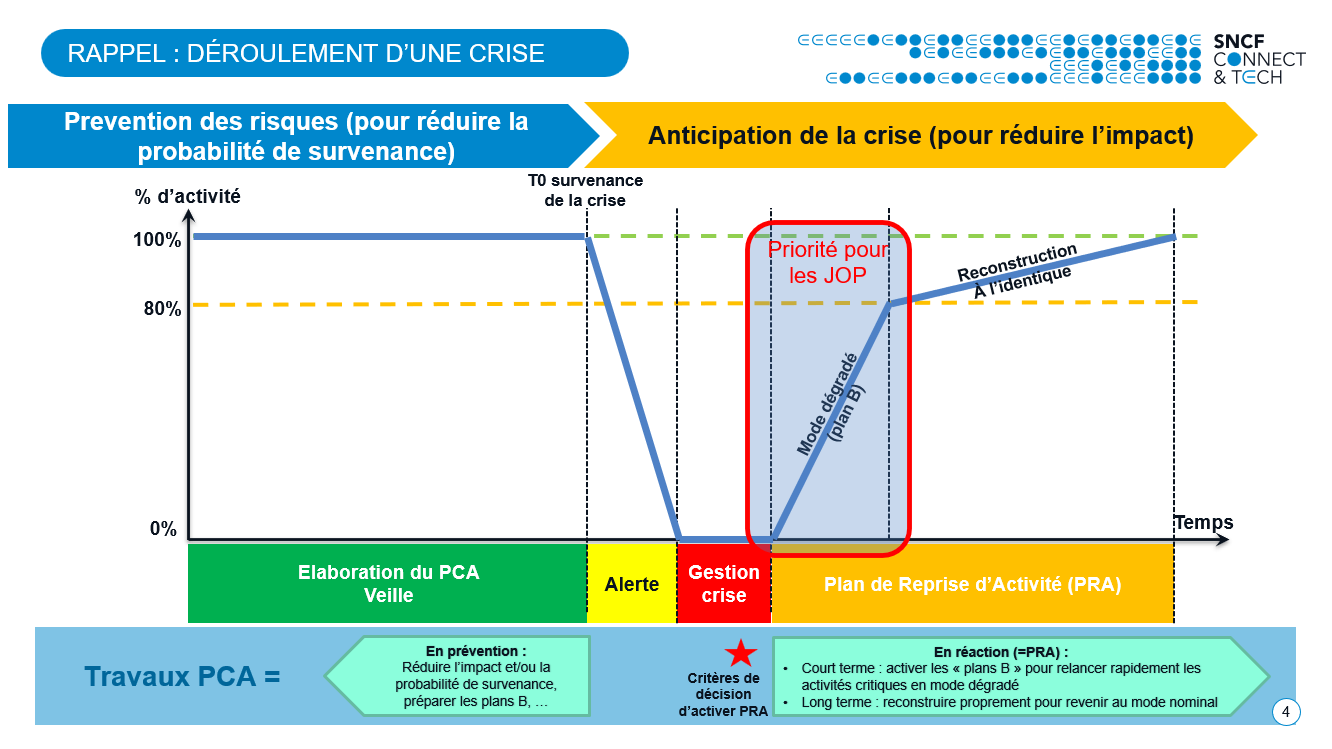 RAPPEL : DÉROULEMENT D’UNE CRISE
SNCF
CONNECT
& TECH
Prevention des risques (pour réduire la
probabilité de survenance)
Anticipation de la crise (pour réduire l’impact)
T0 survenance
de la crise
% d’activité
100%
80%
0%
Priorité pour
les JOP
Mode dégradé
(plan B)
Reconstruction
À l’identique
Temps
Elaboration du PCA
Veille
Alerte
Gestion
crise
Plan de Reprise d’Activité (PRA)
Travaux PCA =
En prévention :
Réduire l’impact et/ou la
probabilité de survenance,
préparer les plans B, …
Critères de
décision
d’activer PRA
En réaction (=PRA) :
• Court terme : activer les « plans B » pour relancer rapidement les
activités critiques en mode dégradé
• Long terme : reconstruire proprement pour revenir au mode nominal
4